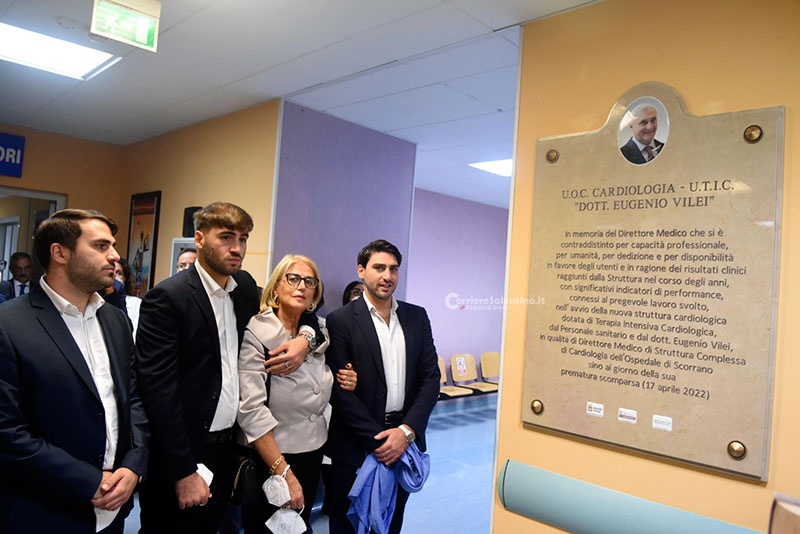 ORI
CorriereSalentino.it
U.O.C. CARDIOLOGIA - U.T.I.C.
"DOTT. EUGENIO VILEI"
In memoria del Direttore Medico che si è
contraddistinto per capacità professionale,
per umanità, per dedizione e per disponibilità
in favore degli utenti e in ragione dei risultati clinici
raggiunti dalla Struttura nel corso degli anni,
con significativi indicatori di performance,
connessi al pregevole lavoro svolto,
nell'avvio della nuova struttura cardiologica
dotata di Terapia Intensiva Cardiologica,
dal Personale sanitario e dal dott. Eugenio Vilei,
in qualità di Direttore Medico di Struttura Complessa
di Cardiologia dell'Ospedale di Scorrano
sino al giorno della sua
prematura scomparsa (17 aprile 2022)